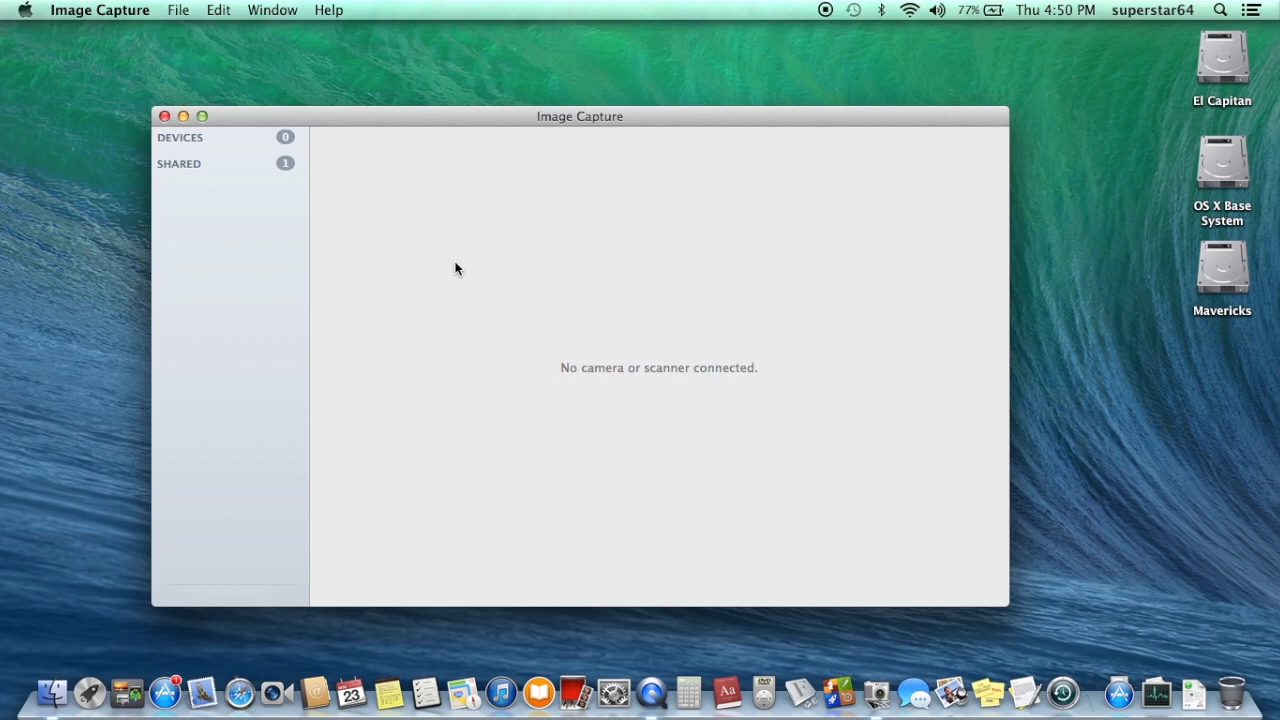 Image Capture File Edit Window Help 77% Thu 4:50 PM superstar64
El Capitan
OS X Base
System
Mavericks
Image Capture
DEVICES 0
SHARED 1
No camera or scanner connected.
23
Aa